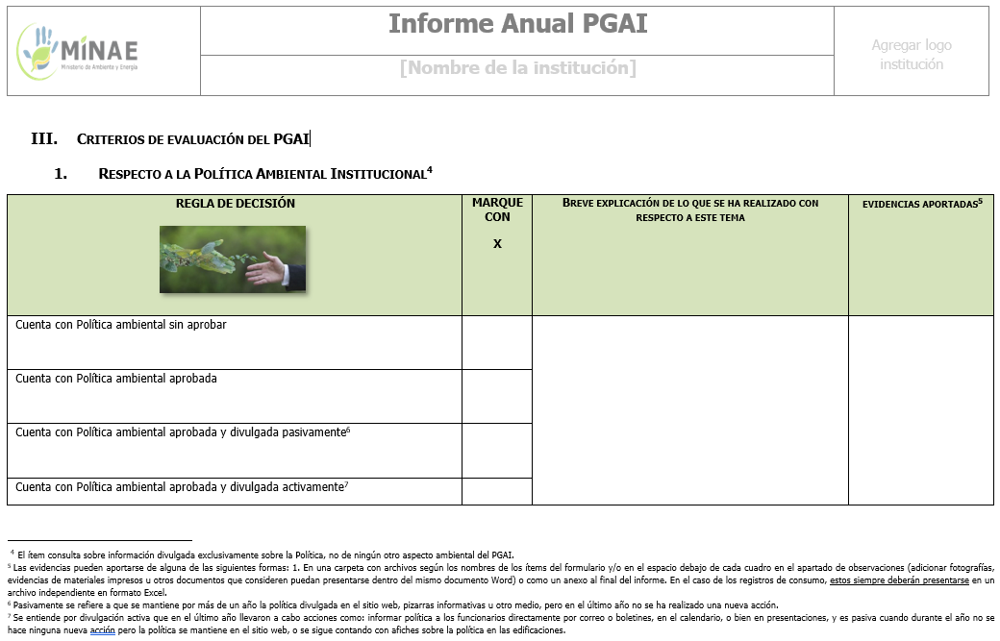 MINAE
Ministerio de Ambiente y Energía
Informe Anual PGAI
[Nombre de la institución]
Agregar logo
institución
III. CRITERIOS DE EVALUACIÓN DEL PGAI
1. RESPECTO A LA POLÍTICA AMBIENTAL INSTITUCIONAL⁴
REGLA DE DECISIÓN
MARQUE
CON
X
BREVE EXPLICACIÓN DE LO QUE SE HA REALIZADO CON
RESPECTO A ESTE TEMA
EVIDENCIAS APORTADAS⁵
Cuenta con Política ambiental sin aprobar
Cuenta con Política ambiental aprobada
Cuenta con Política ambiental aprobada y divulgada pasivamente⁶
Cuenta con Política ambiental aprobada y divulgada activamente⁷
⁴ El ítem consulta sobre información divulgada exclusivamente sobre la Política, no de ningún otro aspecto ambiental del PGAI.
⁵ Las evidencias pueden aportarse de alguna de las siguientes formas: 1. En una carpeta con archivos según los nombres de los ítems del formulario y/o en el espacio debajo de cada cuadro en el apartado de observaciones (adicionar fotografías,
evidencias de materiales impresos u otros documentos que consideren puedan presentarse dentro del mismo documento Word) o como un anexo al final del informe. En el caso de los registros de consumo, estos siempre deberán presentarse en un
archivo independiente en formato Excel.
⁶ Pasivamente se refiere a que se mantiene por más de un año la política divulgada en el sitio web, pizarras informativas u otro medio, pero en el último año no se ha realizado una nueva acción.
⁷ Se entiende por divulgación activa que en el último año llevaron a cabo acciones como: informar política a los funcionarios directamente por correo o boletines, en el calendario, o bien en presentaciones, y es pasiva cuando durante el año no se
hace ninguna nueva acción pero la política se mantiene en el sitio web, o se sigue contando con afiches sobre la política en las edificaciones.